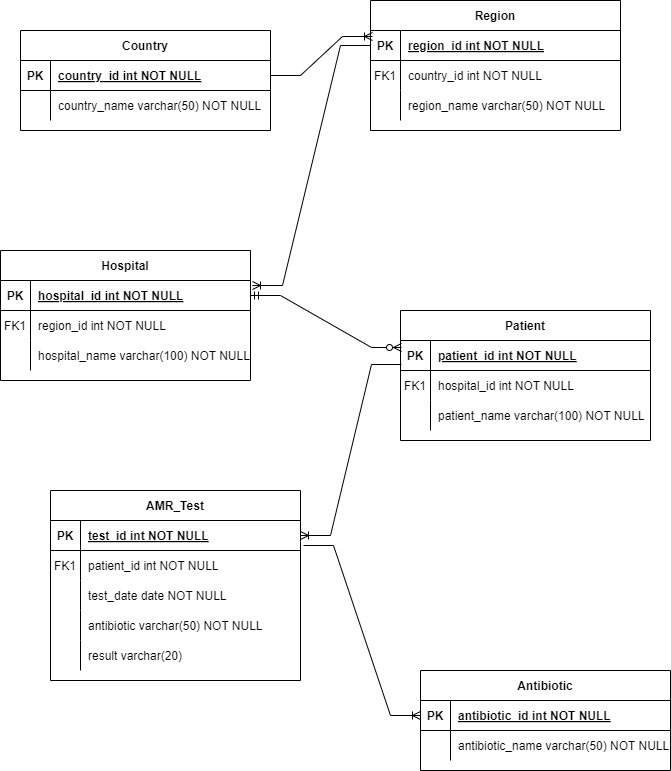 Country
PK country_id int NOT NULL
country_name varchar(50) NOT NULL
Region
PK region_id int NOT NULL
FK1 country_id int NOT NULL
region_name varchar(50) NOT NULL
Hospital
PK hospital_id int NOT NULL
FK1 region_id int NOT NULL
hospital_name varchar(100) NOT NULL
Patient
PK patient_id int NOT NULL
FK1 hospital_id int NOT NULL
patient_name varchar(100) NOT NULL
AMR_Test
PK test_id int NOT NULL
FK1 patient_id int NOT NULL
test_date date NOT NULL
antibiotic varchar(50) NOT NULL
result varchar(20)
Antibiotic
PK antibiotic_id int NOT NULL
antibiotic_name varchar(50) NOT NULL